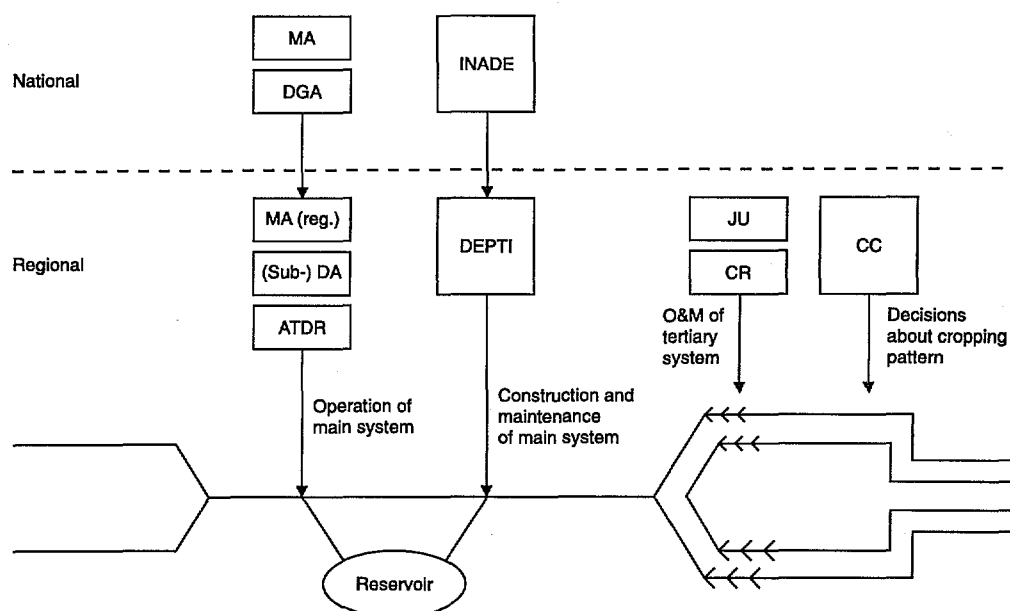 MA
DGA
INADE
National
MA (reg.)
(Sub-) DA
ATDR
DEPTI
JU
CR
CC
Regional
O&M of
tertiary
system
Decisions
about cropping
pattern
Operation of
main system
Construction and
maintenance
of main system
Reservoir